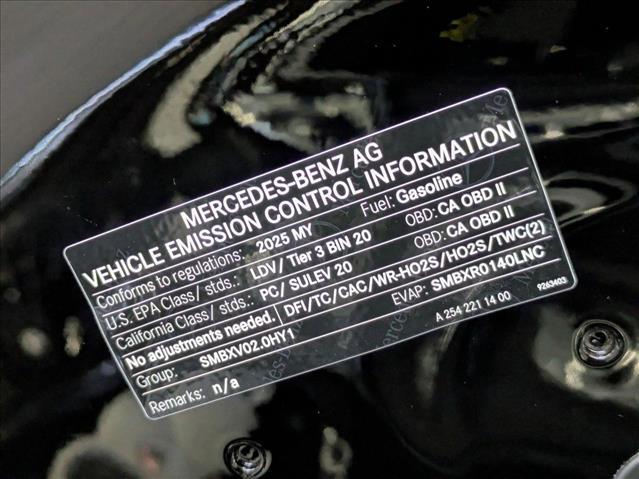 MERCEDES-BENZ AG
VEHICLE EMISSION CONTROL INFORMATION
Conforms to regulations: 2025 MY Fuel: Gasoline
U.S. EPA Class/ stds.: LDV/ Tier 3 BIN 20 OBD: CA OBD II
California Class/ stds.: PC/ SULEV 20 OBD: CA OBD II
No adjustments needed. DFI/TC/CAC/WR-HO2S/HO2S/TWC(2)
Group: SMBXV02.0HY1 EVAP: SMBXR0140LNC
Remarks: n/a A 254 221 14 00 9263403